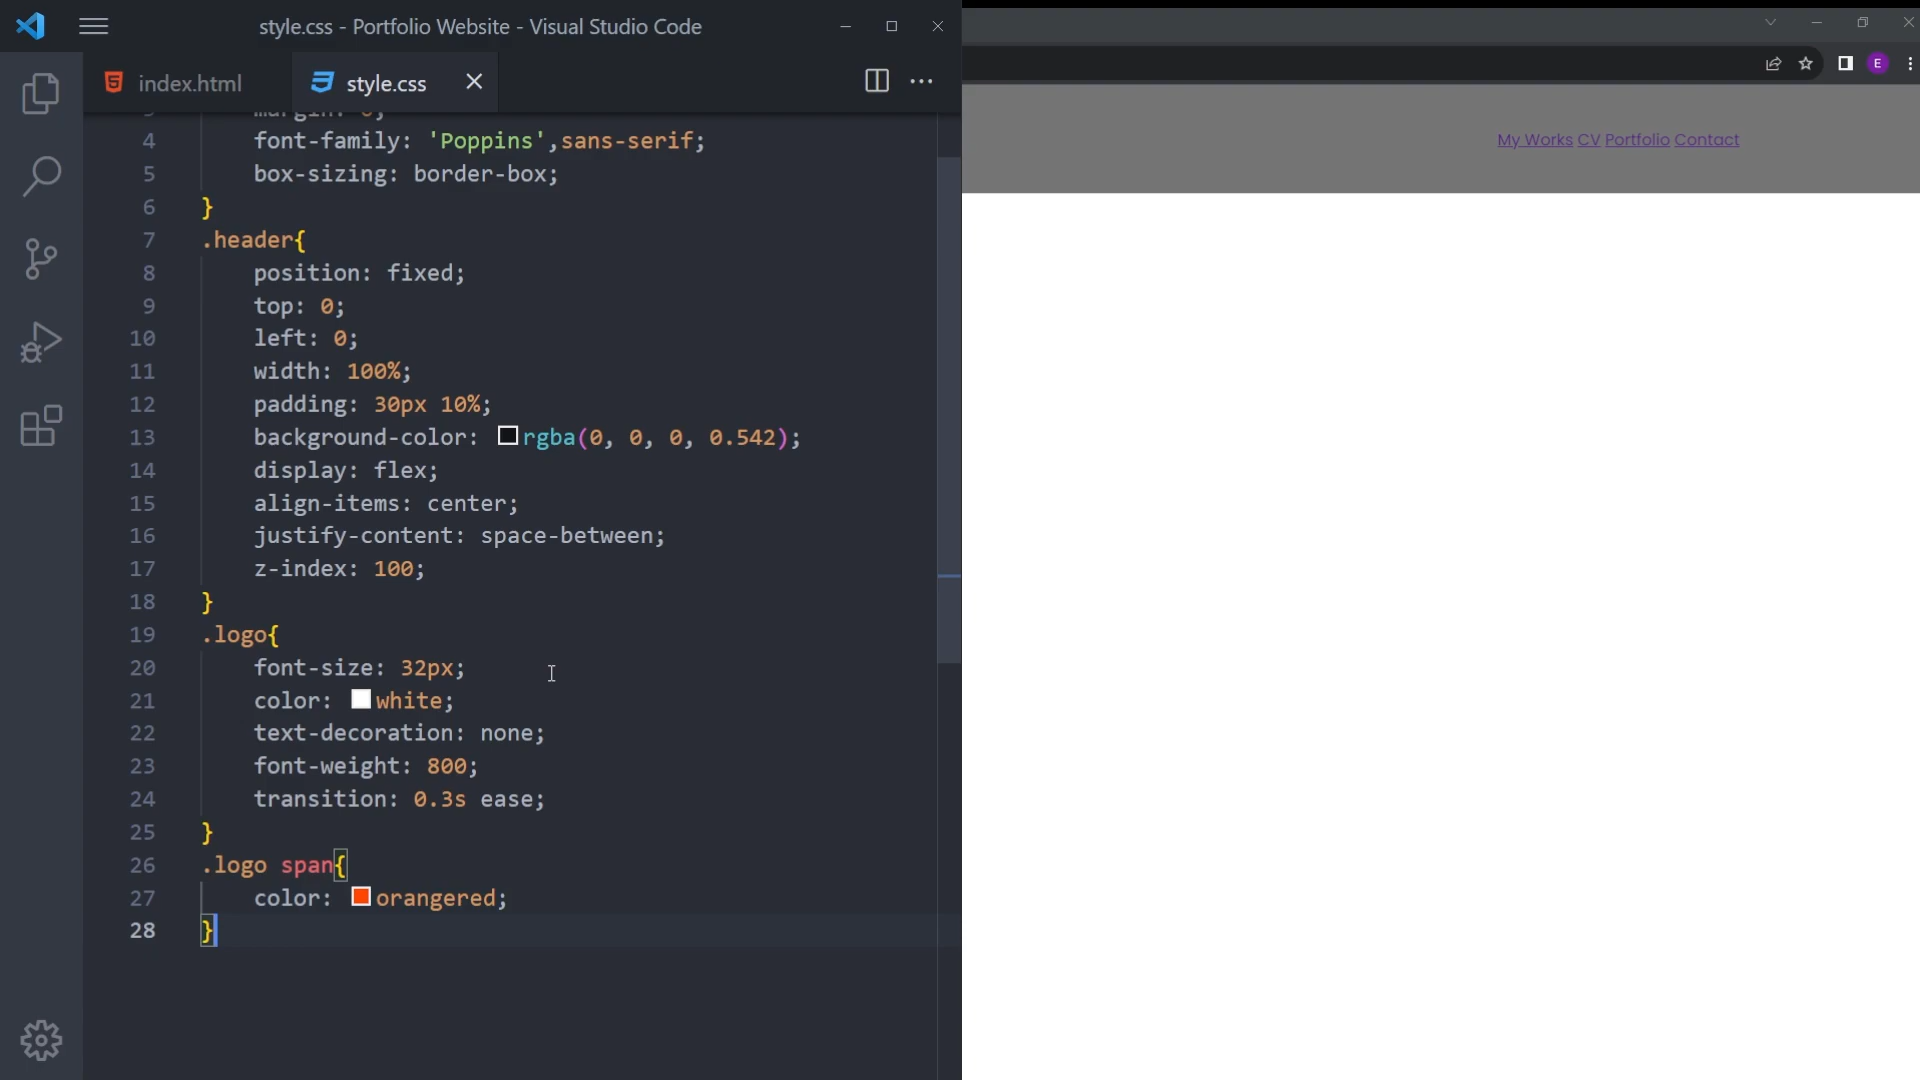 style.css - Portfolio Website - Visual Studio Code
index.html
style.css
E
My Works CV Portfolio Contact
3 margin: 0;
4 font-family: 'Poppins',sans-serif;
5 box-sizing: border-box;
6 }
7 .header{
8 position: fixed;
9 top: 0;
10 left: 0;
11 width: 100%;
12 padding: 30px 10%;
13 background-color: rgba(0, 0, 0, 0.542);
14 display: flex;
15 align-items: center;
16 justify-content: space-between;
17 z-index: 100;
18 }
19 .logo{
20 font-size: 32px;
21 color: white;
22 text-decoration: none;
23 font-weight: 800;
24 transition: 0.3s ease;
25 }
26 .logo span{
27 color: orangered;
28 }